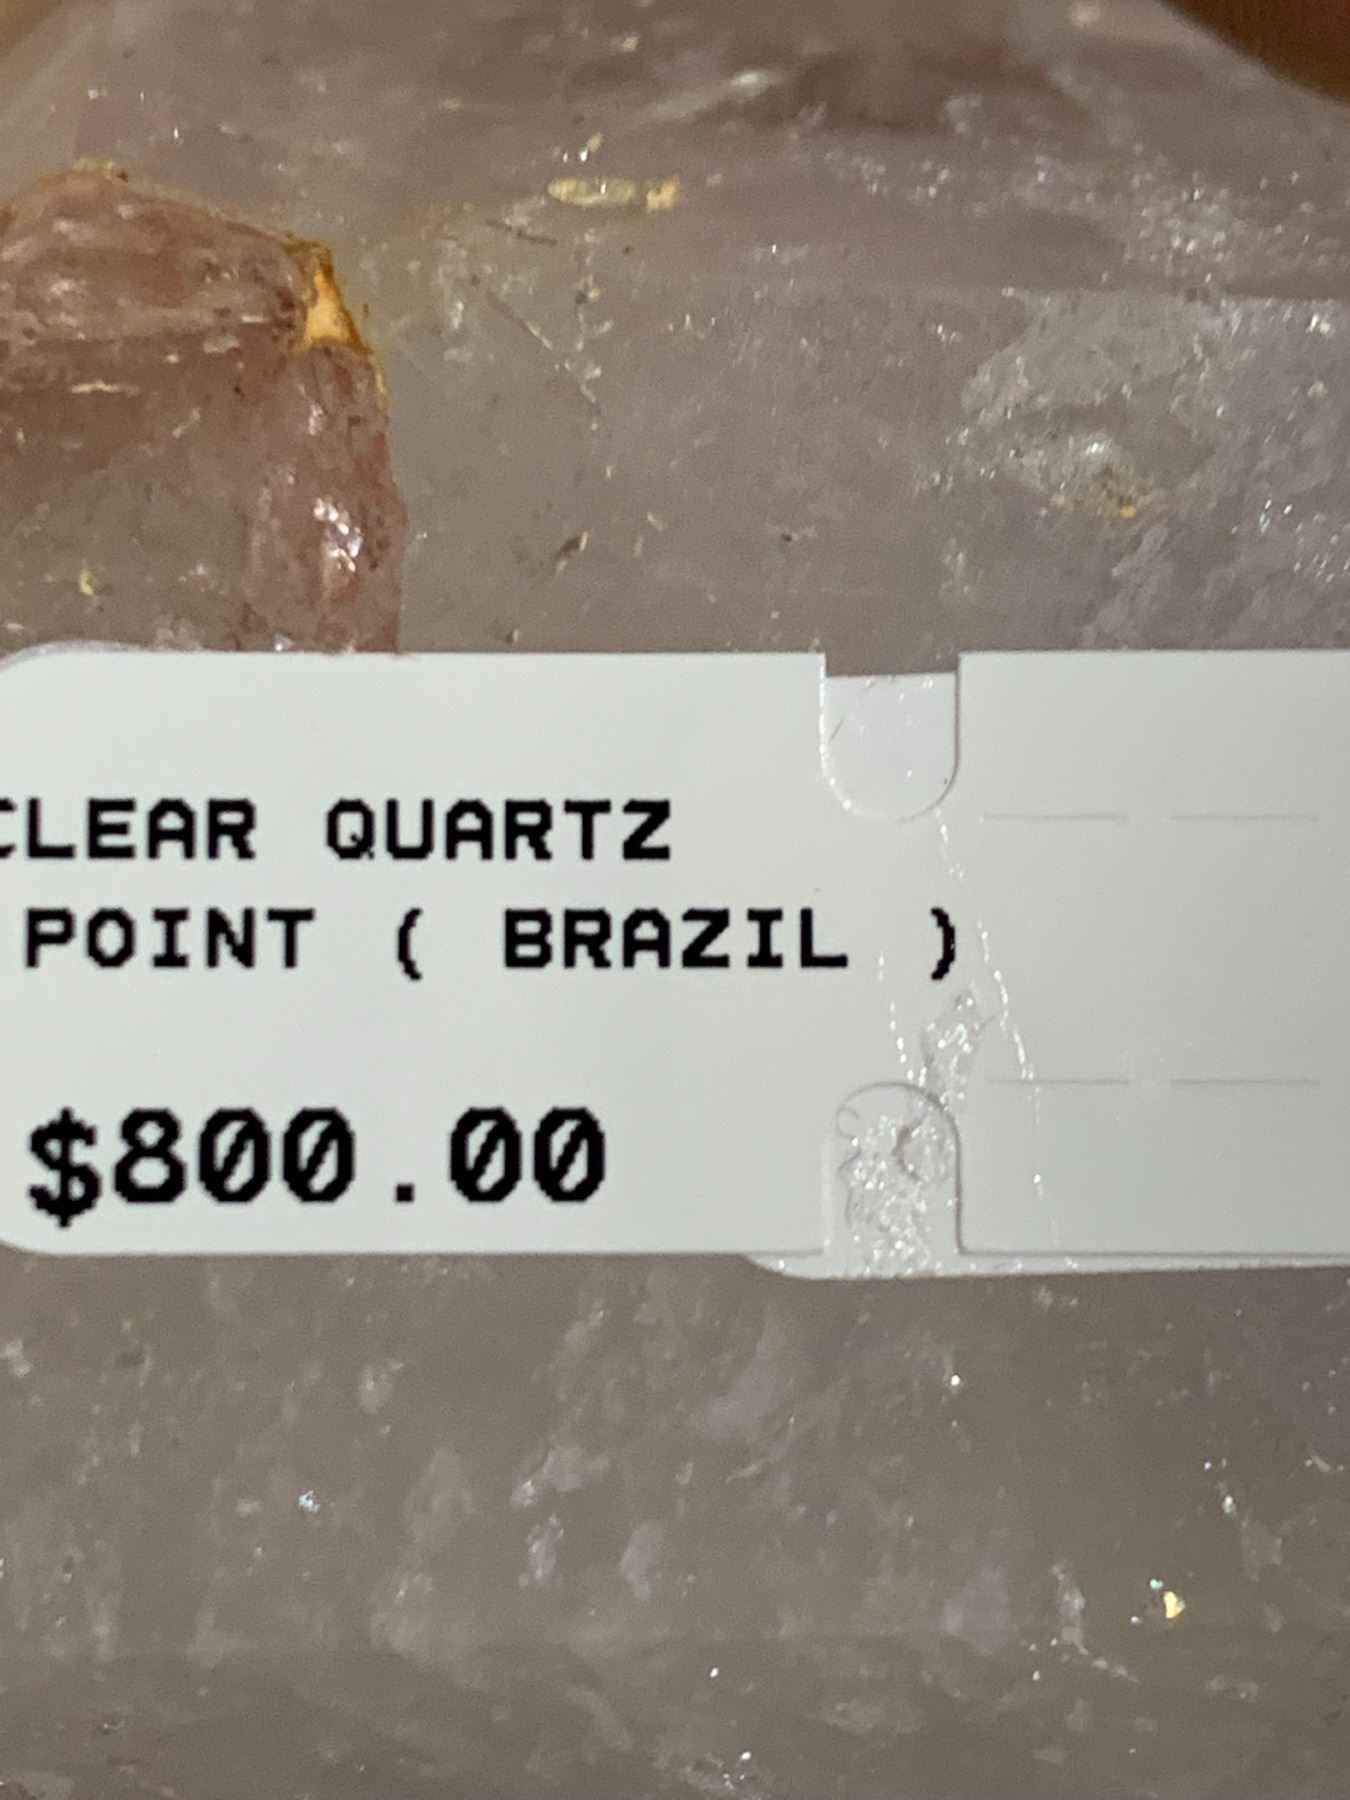 CLEAR QUARTZ
POINT ( BRAZIL )
$800.00